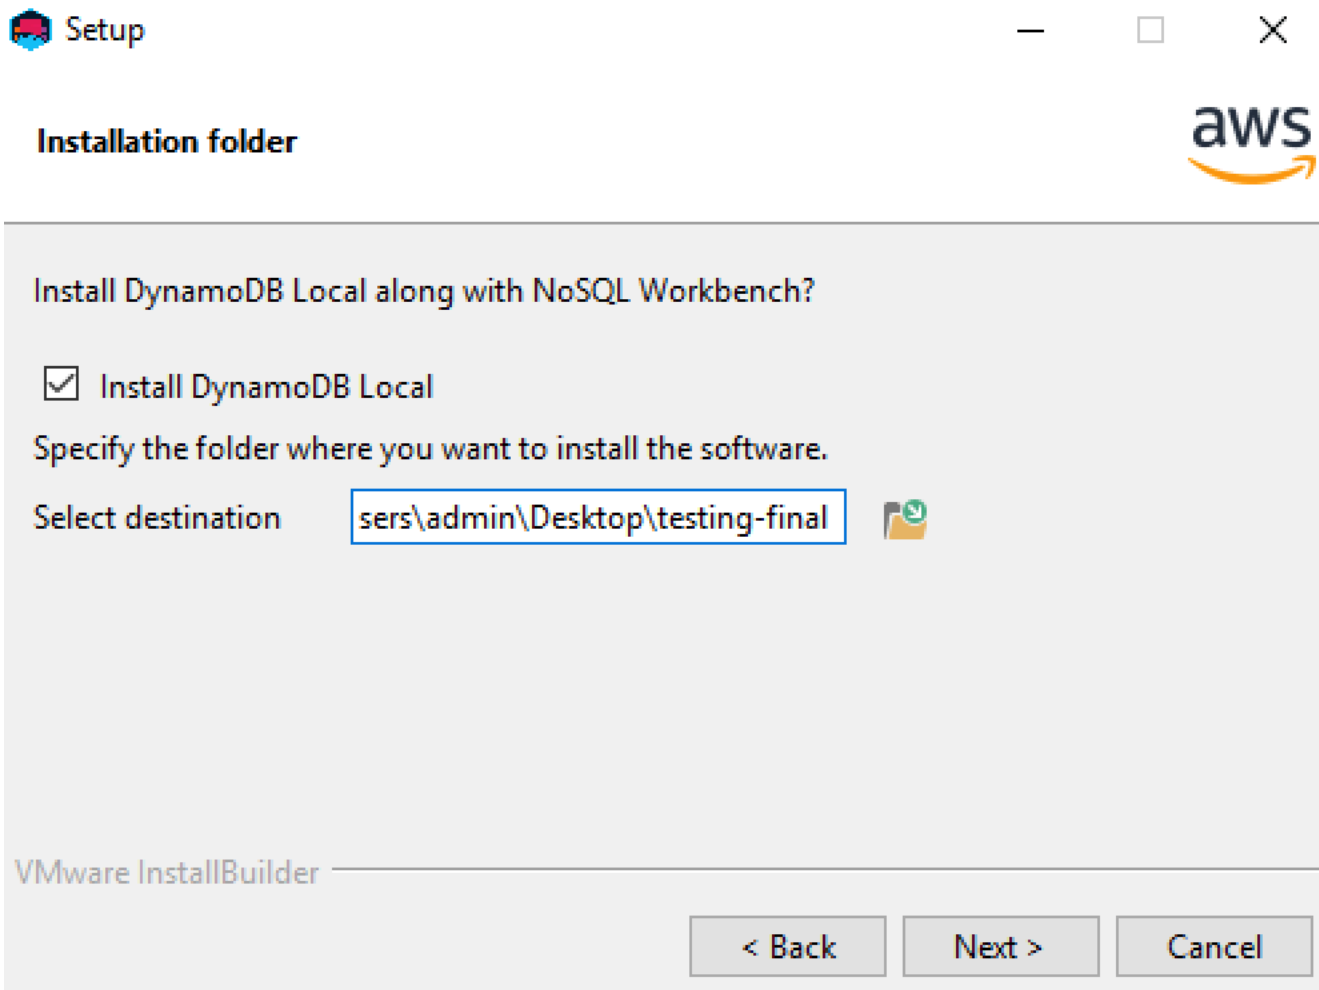 Setup
Installation folder
aws
Install DynamoDB Local along with NoSQL Workbench?
Install DynamoDB Local
Specify the folder where you want to install the software.
Select destination sers\admin\Desktop\testing-final
VMware InstallBuilder
< Back Next > Cancel